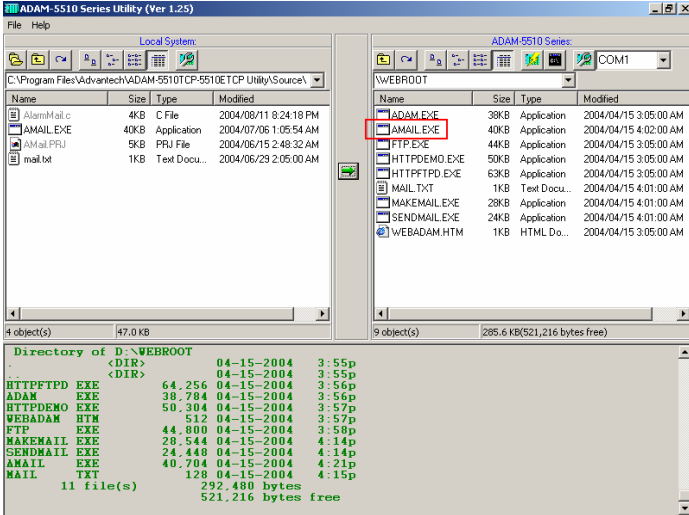 ADAM-5510 Series Utility (Ver 1.25)
File Help
Local System:
C:\Program Files\Advantech\ADAM-5510TCP-5510ETCP Utility\Source\
Name Size Type Modified
AlarmMail.c 4KB C File 2004/08/11 8:24:18 PM
AMAIL.EXE 40KB Application 2004/07/06 1:05:54 AM
AMail.PRJ 5KB PRJ File 2004/06/15 2:48:32 AM
mail.txt 1KB Text Docu... 2004/06/29 2:05:00 AM
4 object(s) 47.0 KB
ADAM-5510 Series:
COM1
\WEBROOT
Name Size Type Modified
ADAM.EXE 38KB Application 2004/04/15 3:05:00 AM
AMAIL.EXE 40KB Application 2004/04/15 4:02:00 AM
FTP.EXE 44KB Application 2004/04/15 3:05:00 AM
HTTPDEMO.EXE 50KB Application 2004/04/15 3:05:00 AM
HTTPFTPD.EXE 63KB Application 2004/04/15 3:05:00 AM
MAIL.TXT 1KB Text Docu... 2004/04/15 4:01:00 AM
MAKEMAIL.EXE 28KB Application 2004/04/15 4:01:00 AM
SENDMAIL.EXE 24KB Application 2004/04/15 4:01:00 AM
WEBADAM.HTM 1KB HTML Do... 2004/04/15 3:05:00 AM
9 object(s) 285.6 KB(521,216 bytes free)
Directory of D:\WEBROOT
. <DIR> 04-15-2004 3:55p
.. <DIR> 04-15-2004 3:55p
HTTPFTPD EXE 64,256 04-15-2004 3:56p
ADAM EXE 38,784 04-15-2004 3:56p
HTTPDEMO EXE 50,304 04-15-2004 3:57p
WEBADAM HTM 512 04-15-2004 3:57p
FTP EXE 44,800 04-15-2004 3:58p
MAKEMAIL EXE 28,544 04-15-2004 4:14p
SENDMAIL EXE 24,448 04-15-2004 4:14p
AMAIL EXE 40,704 04-15-2004 4:21p
MAIL TXT 128 04-15-2004 4:15p
11 file(s) 292,480 bytes
521,216 bytes free